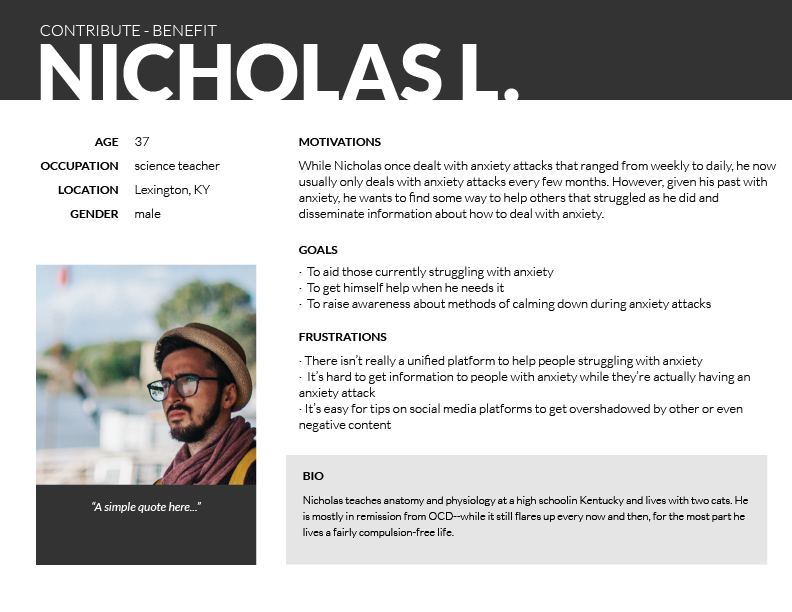 CONTRIBUTE - BENEFIT
NICHOLAS L.
AGE 37
OCCUPATION science teacher
LOCATION Lexington, KY
GENDER male
"A simple quote here..."
MOTIVATIONS
While Nicholas once dealt with anxiety attacks that ranged from weekly to daily, he now
usually only deals with anxiety attacks every few months. However, given his past with
anxiety, he wants to find some way to help others that struggled as he did and
disseminate information about how to deal with anxiety.
GOALS
· To aid those currently struggling with anxiety
· To get himself help when he needs it
· To raise awareness about methods of calming down during anxiety attacks
FRUSTRATIONS
· There isn't really a unified platform to help people struggling with anxiety
· It's hard to get information to people with anxiety while they're actually having an
anxiety attack
· It's easy for tips on social media platforms to get overshadowed by other or even
negative content
BIO
Nicholas teaches anatomy and physiology at a high schoolin Kentucky and lives with two cats. He
is mostly in remission from OCD--while it still flares up every now and then, for the most part he
lives a fairly compulsion-free life.